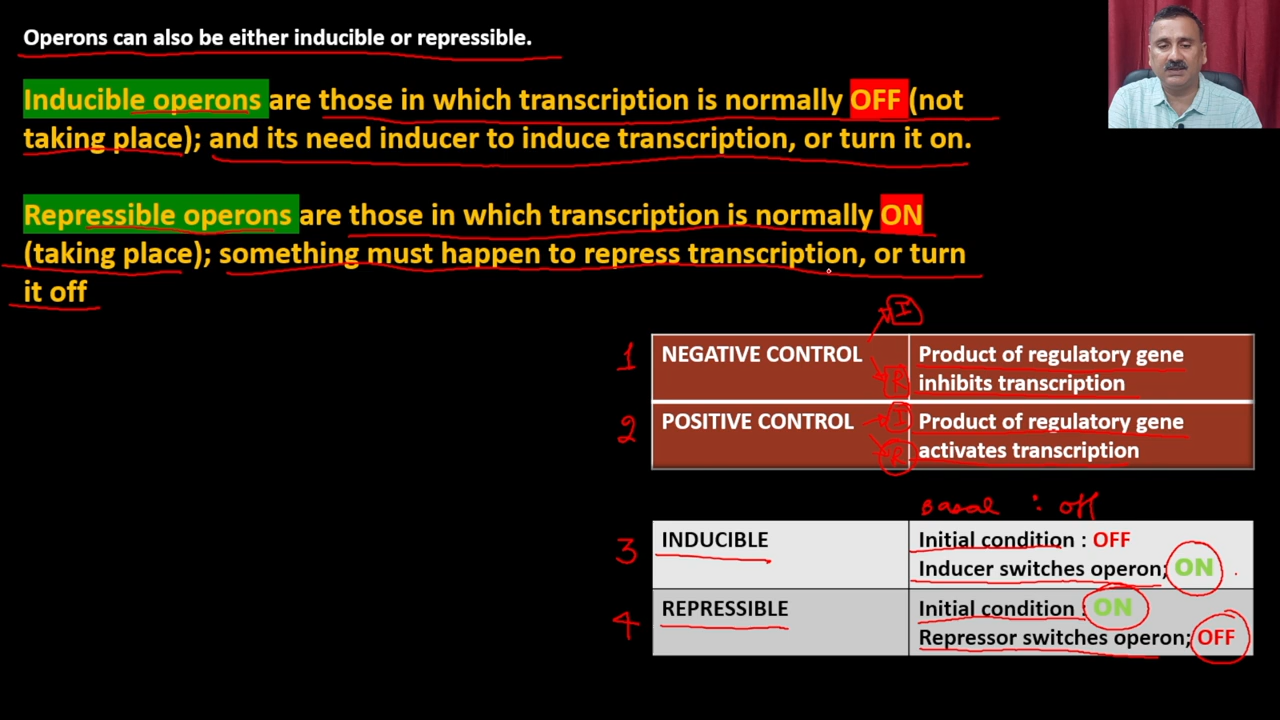 Operons can also be either inducible or repressible.
Inducible operons are those in which transcription is normally OFF (not
taking place); and its need inducer to induce transcription, or turn it on.
Repressible operons are those in which transcription is normally ON
(taking place); something must happen to repress transcription, or turn
it off
I
1 NEGATIVE CONTROL Product of regulatory gene
R inhibits transcription
2 POSITIVE CONTROL I Product of regulatory gene
R activates transcription
Basal : off
3 INDUCIBLE Initial condition : OFF
Inducer switches operon; ON
4 REPRESSIBLE Initial condition : ON
Repressor switches operon; OFF